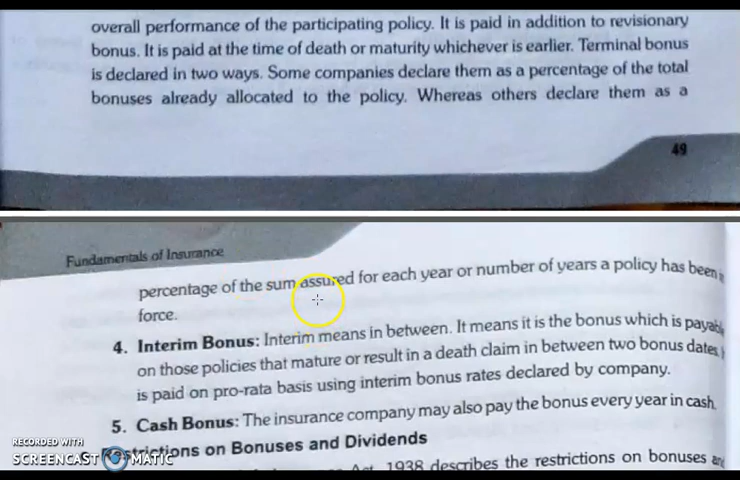 overall performance of the participating policy. It is paid in addition to revisionary
bonus. It is paid at the time of death or maturity whichever is earlier. Terminal bonus
is declared in two ways. Some companies declare them as a percentage of the total
bonuses already allocated to the policy. Whereas others declare them as a
49
Fundamentals of Insurance
percentage of the sum assured for each year or number of years a policy has been
force.
4. Interim Bonus: Interim means in between. It means it is the bonus which is payable
on those policies that mature or result in a death claim in between two bonus dates
is paid on pro-rata basis using interim bonus rates declared by company.
5. Cash Bonus: The insurance company may also pay the bonus every year in cash.
Restrictions on Bonuses and Dividends
1938 describes the restrictions on bonuses
RECORDED WITH
SCREENCAST MATIC